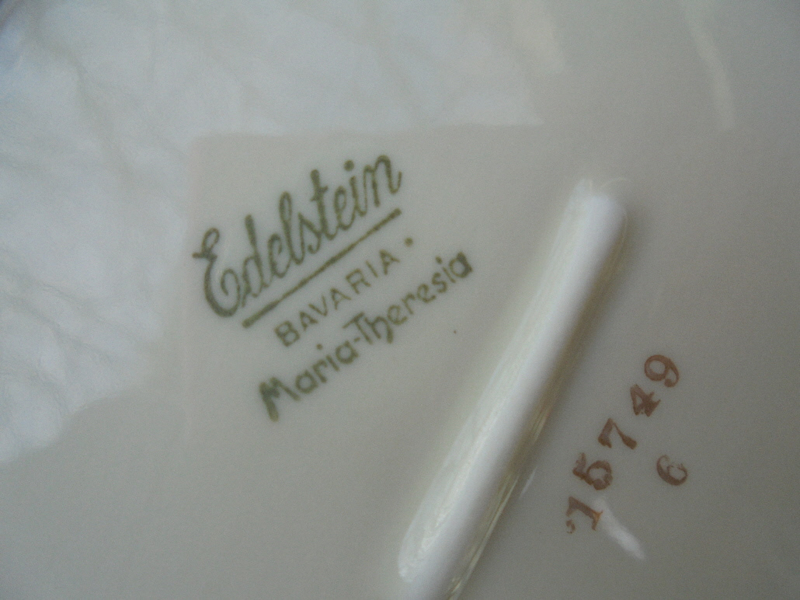 Edelstein
BAVARIA.
Maria-Theresia
15749
6